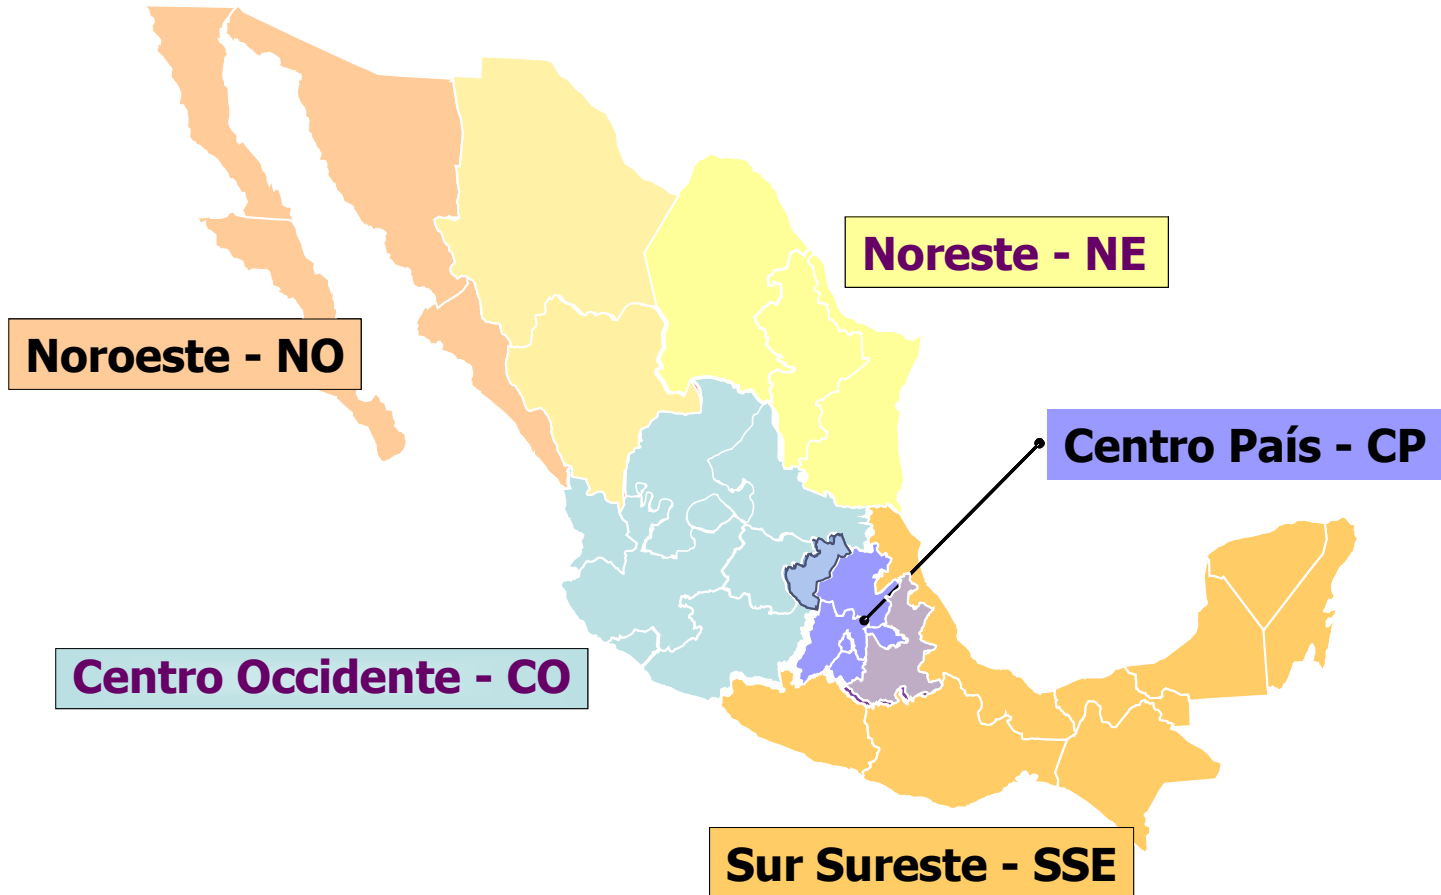 Noreste - NE
Noroeste - NO
Centro País - CP
Centro Occidente - CO
Sur Sureste - SSE